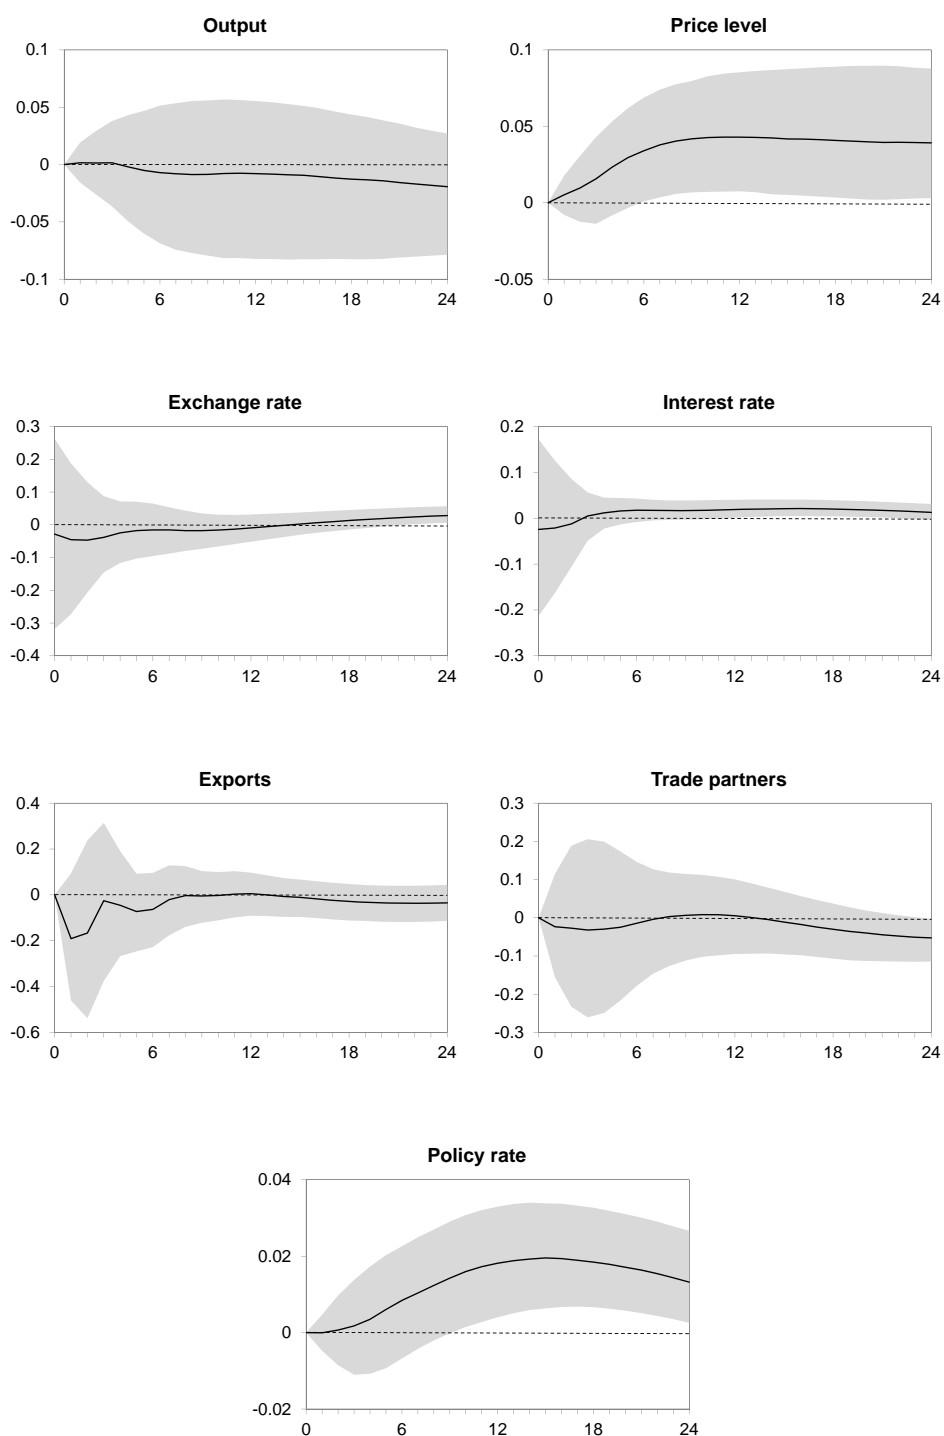 Output
0.1
0.05
0
-0.05
-0.1
0 6 12 18 24
Price level
0.1
0.05
0
-0.05
0 6 12 18 24
Exchange rate
0.3
0.2
0.1
0
-0.1
-0.2
-0.3
-0.4
0 6 12 18 24
Interest rate
0.2
0.1
0
-0.1
-0.2
-0.3
0 6 12 18 24
Exports
0.4
0.2
0
-0.2
-0.4
-0.6
0 6 12 18 24
Trade partners
0.3
0.2
0.1
0
-0.1
-0.2
-0.3
0 6 12 18 24
Policy rate
0.04
0.02
0
-0.02
0 6 12 18 24